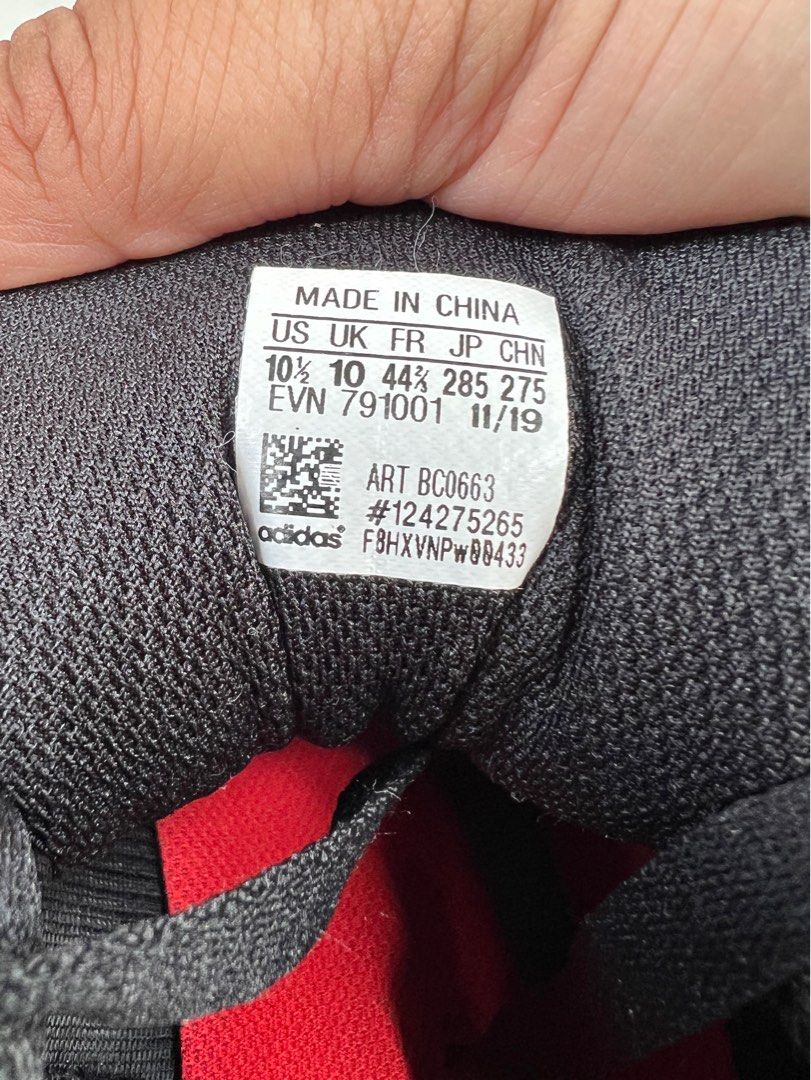 MADE IN CHINA
US UK FR JP CHN
10½ 10 44⅔ 285 275
EVN 791001 11/19
ART BC0663
#124275265
adidas® F8HXVNPw00433